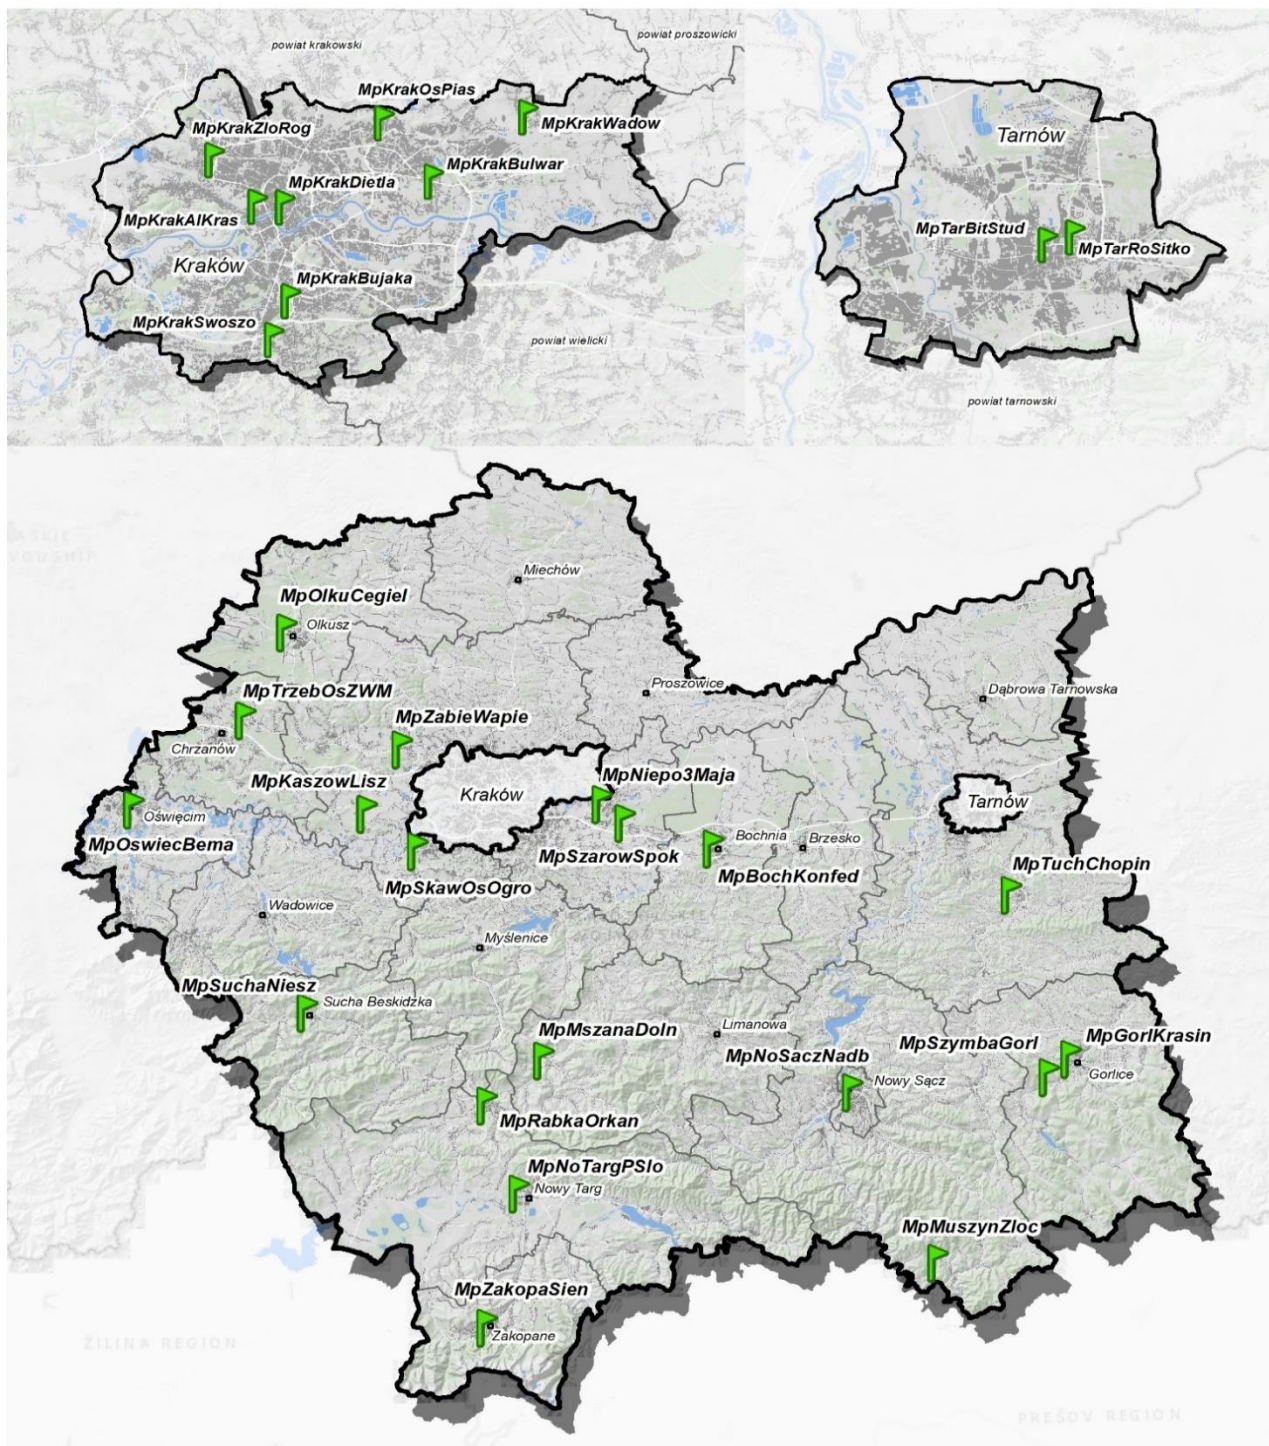 powiat krakowski
powiat proszowicki
MpKrakOsPias
MpKrakWadow
MpKrakZloRog
MpKrakBulwar
MpKrakDietla
MpKrakAlKras
Kraków
MpKrakBujaka
MpKrakSwoszo
powiat wielicki
Tarnów
MpTarBitStud
MpTarRoSitko
powiat tarnowski
Miechów
MpOlkuCegiel
Olkusz
MpTrzebOsZWM
Proszowice
Dąbrowa Tarnowska
MpZabieWapie
Chrzanów
MpKaszowLisz
MpNiepo3Maja
Kraków
Tarnów
Oświęcim
MpOswiecBema
Bochnia
Brzesko
MpSzarowSpok
MpTuchChopin
MpBochKonfed
MpSkawOsOgro
Wadowice
Myślenice
MpSuchaNiesz
Sucha Beskidzka
MpMszanaDoln
Limanowa
MpSzymbaGorl
MpGorlKrasin
MpNoSaczNadb
Gorlice
Nowy Sącz
MpRabkaOrkan
MpNoTargPSlo
Nowy Targ
MpMuszynZloc
MpZakopaSien
Zakopane
ŽILINA REGION
PREŠOV REGION